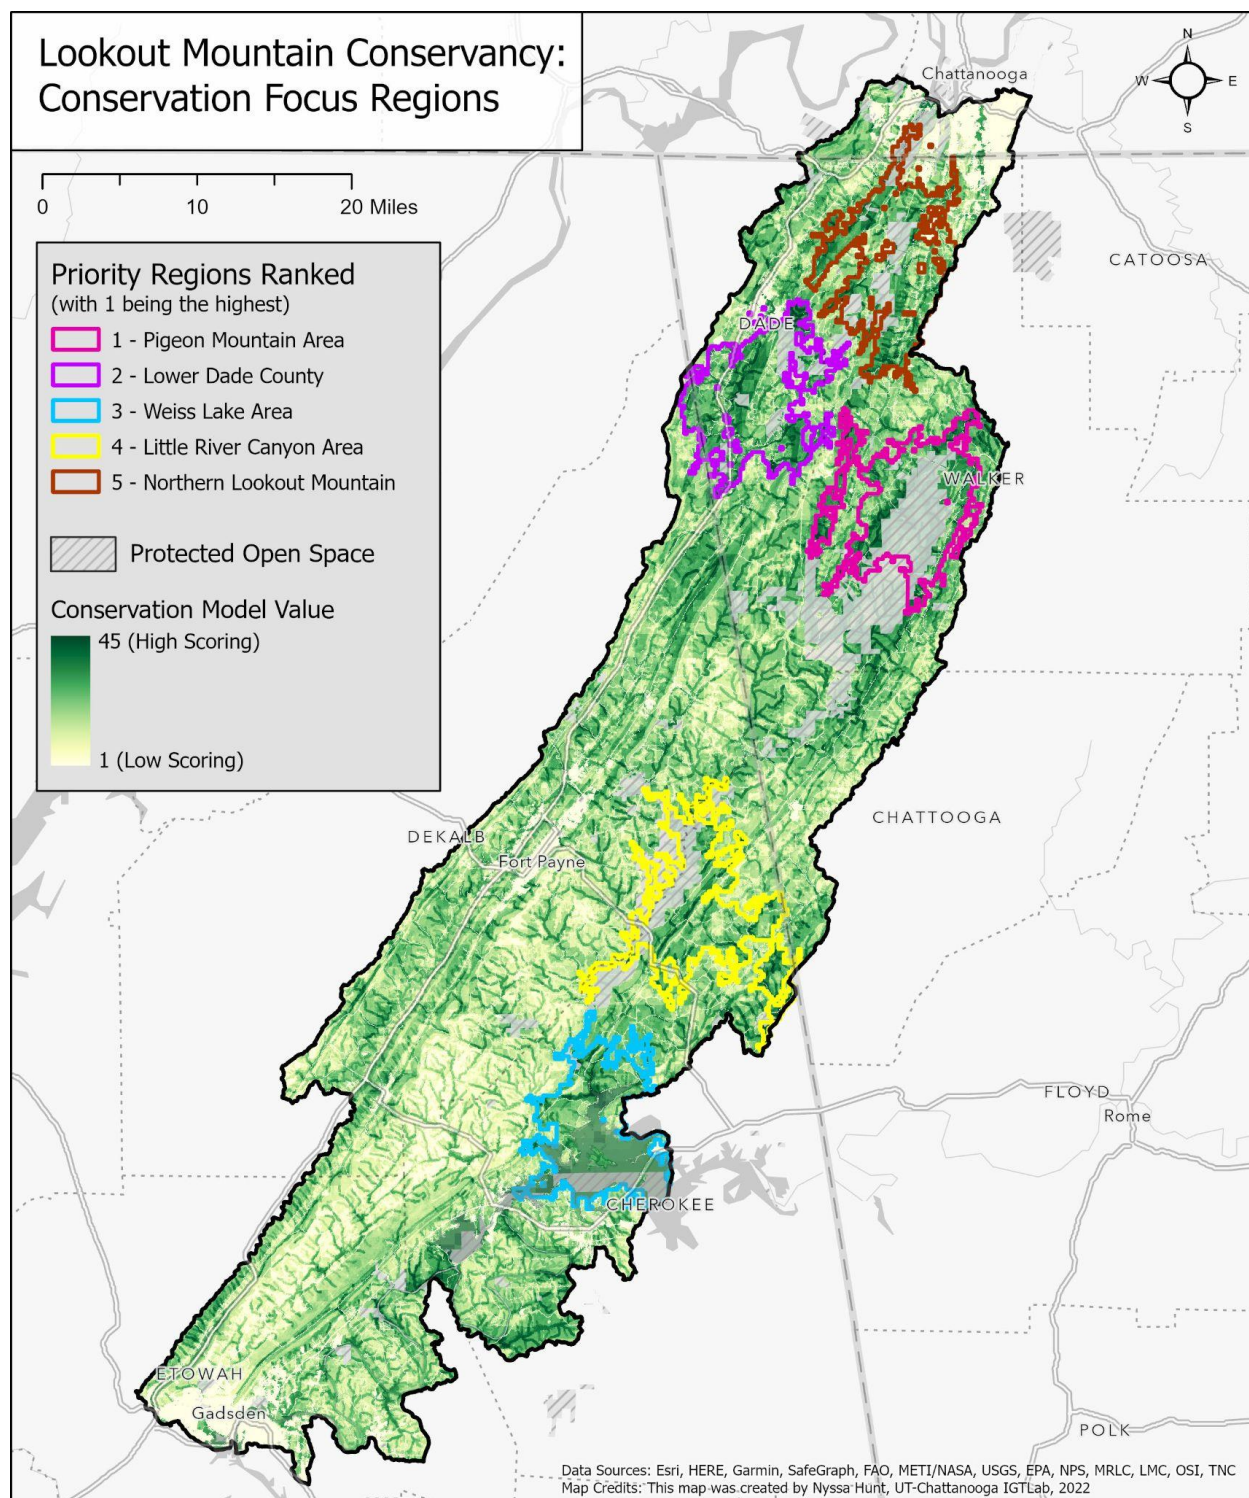 Lookout Mountain Conservancy:
Conservation Focus Regions
N
W
E
S
0
10
20 Miles
Priority Regions Ranked
(with 1 being the highest)
1 - Pigeon Mountain Area
2 - Lower Dade County
3 - Weiss Lake Area
4 - Little River Canyon Area
5 - Northern Lookout Mountain
Protected Open Space
Conservation Model Value
45 (High Scoring)
1 (Low Scoring)
Chattanooga
CATOOSA
DADE
WALKER
CHATTOOGA
DEKALB
Fort Payne
FLOYD
Rome
CHEROKEE
ETOWAH
Gadsden
POLK
Data Sources: Esri, HERE, Garmin, SafeGraph, FAO, METI/NASA, USGS, EPA, NPS, MRLC, LMC, OSI, TNC
Map Credits: This map was created by Nyssa Hunt, UT-Chattanooga IGTLab, 2022